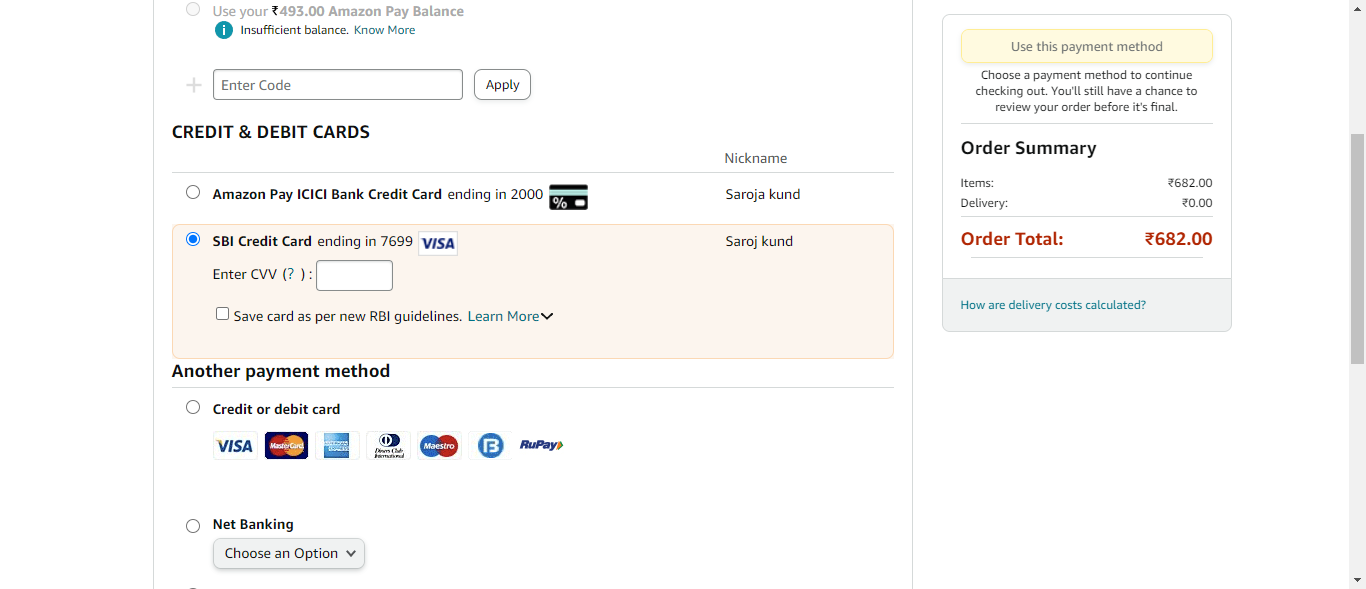 Use your ₹493.00 Amazon Pay Balance
i Insufficient balance. Know More
Enter Code Apply
CREDIT & DEBIT CARDS
Nickname
Amazon Pay ICICI Bank Credit Card ending in 2000 % Saroja kund
SBI Credit Card ending in 7699 VISA Saroj kund
Enter CVV (? ) :
Save card as per new RBI guidelines. Learn More
Another payment method
Credit or debit card
VISA MasterCard AMERICAN EXPRESS Diners Club International Maestro B RuPay
Net Banking
Choose an Option
Use this payment method
Choose a payment method to continue
checking out. You'll still have a chance to
review your order before it's final.
Order Summary
Items: ₹682.00
Delivery: ₹0.00
Order Total: ₹682.00
How are delivery costs calculated?